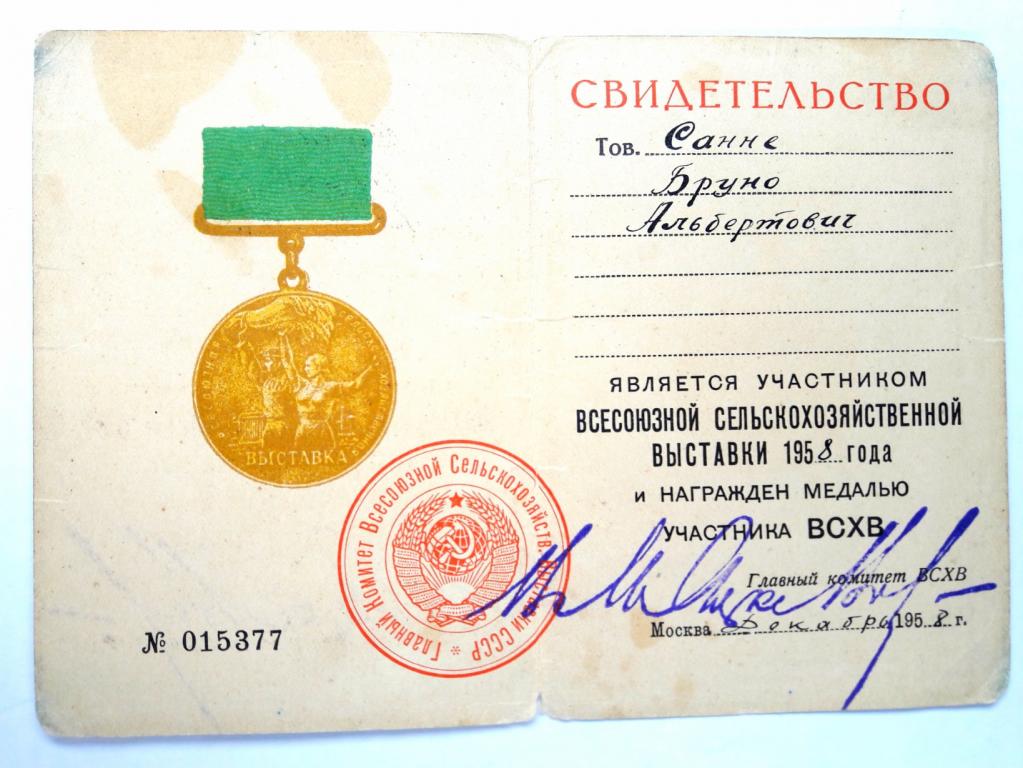 ВЫСТАВКА
№ 015377
Главный Комитет Всесоюзной Сельскохозяйств. Выставки СССР *
СВИДЕТЕЛЬСТВО
Тов. Санне
Бруно
Альбертович
ЯВЛЯЕТСЯ УЧАСТНИКОМ
ВСЕСОЮЗНОЙ СЕЛЬСКОХОЗЯЙСТВЕННОЙ
ВЫСТАВКИ 1958 года
и НАГРАЖДЕН МЕДАЛЬЮ
УЧАСТНИКА ВСХВ
Главный комитет ВСХВ
Москва Декабрь 1958 г.